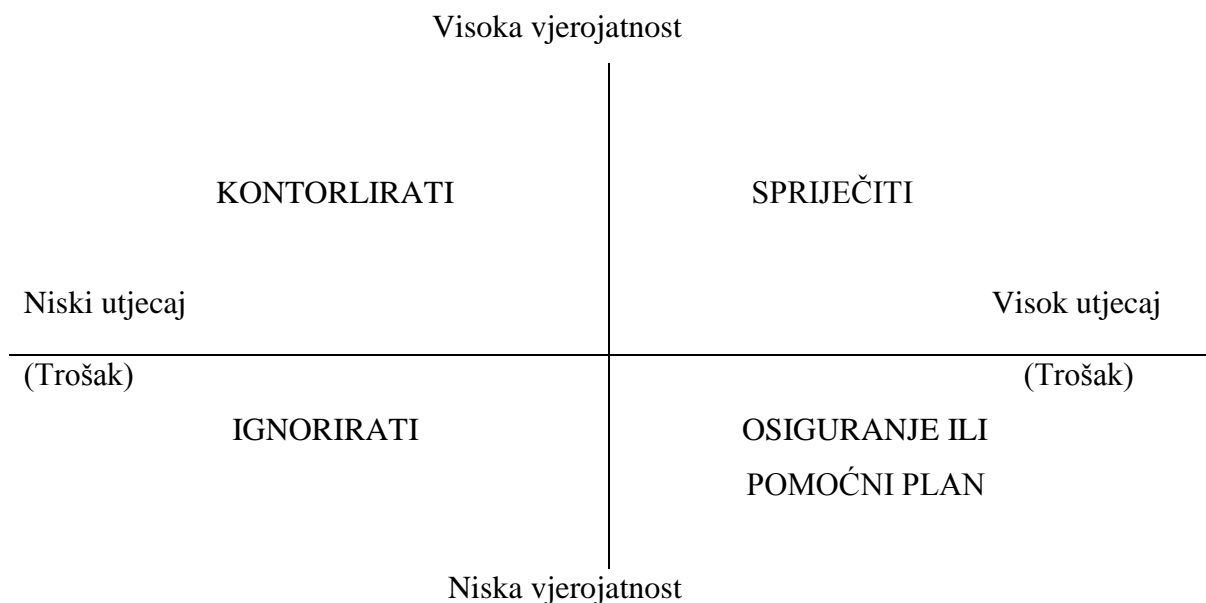 Visoka vjerojatnost
KONTORLIRATI SPRIJEČITI
Niski utjecaj Visok utjecaj
(Trošak) (Trošak)
IGNORIRATI OSIGURANJE ILI
POMOĆNI PLAN
Niska vjerojatnost